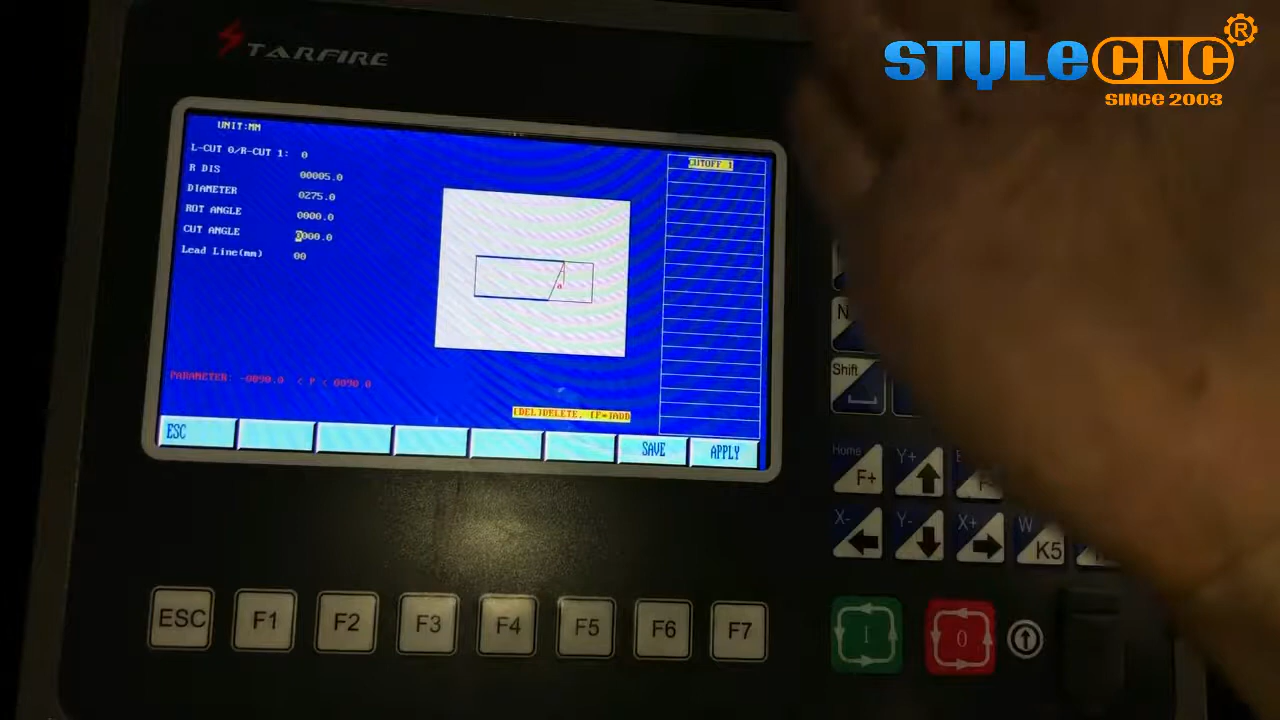 STYLECNC®
SINCE 2003
STARFIRE
UNIT:MM
L-CUT 0/R-CUT 1: 0
R DIS 00005.0
DIAMETER 0275.0
ROT ANGLE 0000.0
CUT ANGLE 0000.0
Lead Line(mm) 00
CUTOFF 1
a
PARAMETER: -0090.0 < P < 0090.0
[DEL]DELETE, [F+]ADD
ESC
SAVE
APPLY
N
Shift
Home
F+
Y+
X-
Y-
X+
W
K5
ESC
F1
F2
F3
F4
F5
F6
F7
I
0